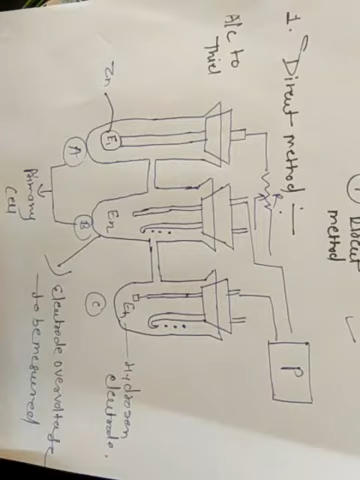 Direct
method
1. Direct method :-
A/c to
Thiel
Zn
E1
E2
A
B
C
P
Primary
Cell
Hydrogen
electrode.
Electrode overvoltage
to be measured